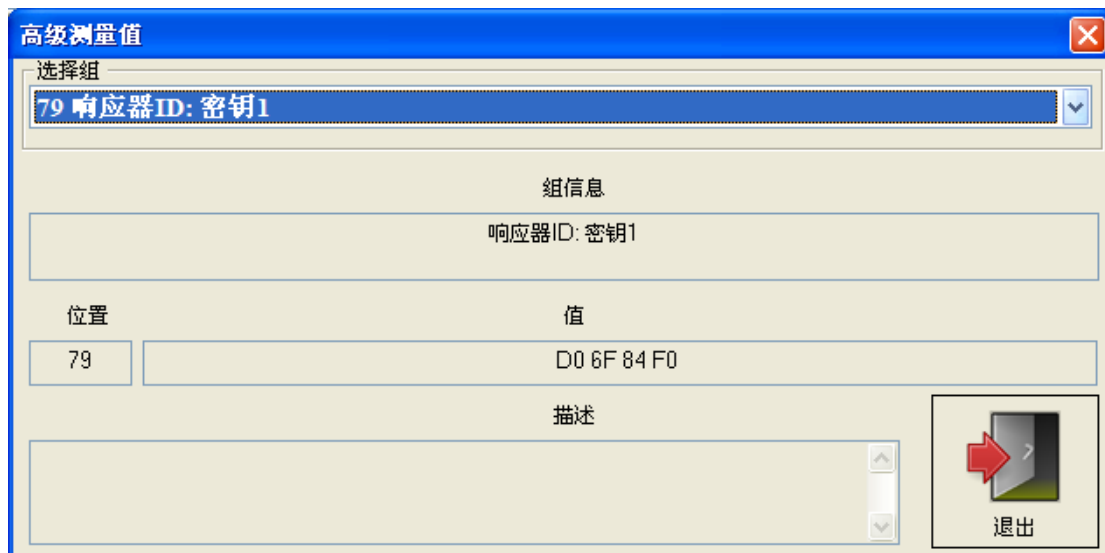 高级测量值
选择组
79 响应器ID: 密钥1
组信息
响应器ID: 密钥1
位置 值
79 D0 6F 84 F0
描述
退出